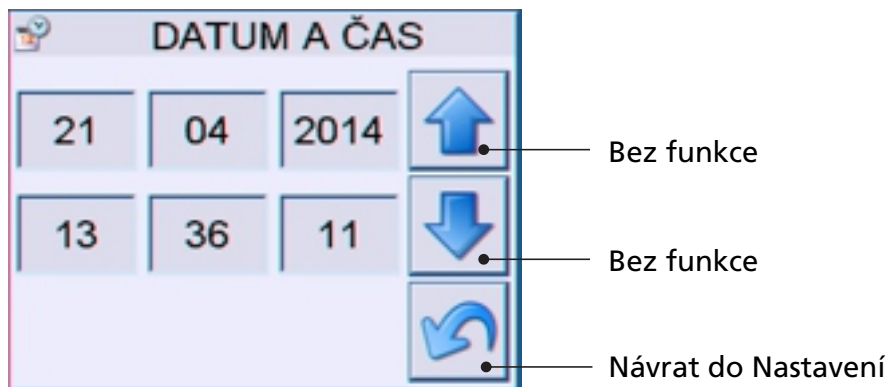 DATUM A ČAS
21 04 2014
Bez funkce
13 36 11
Bez funkce
Návrat do Nastavení